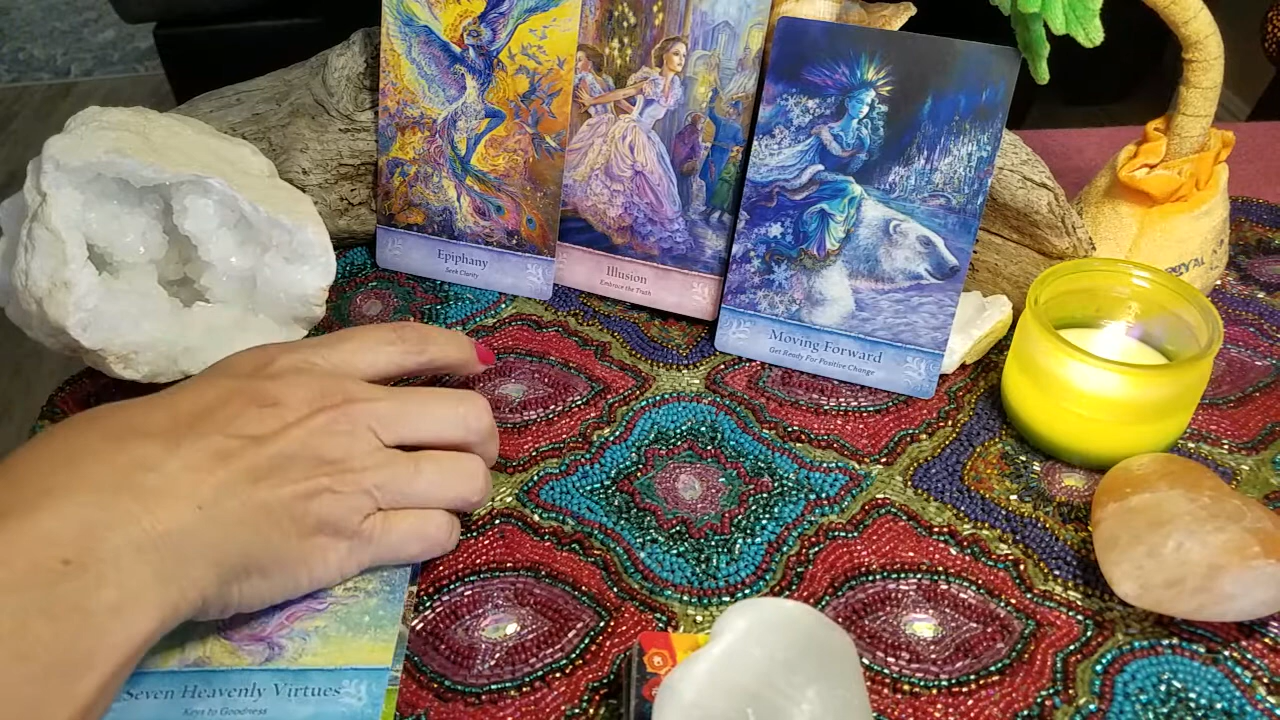 Epiphany
Seek Clarity
Illusion
Embrace the Truth
Moving Forward
Get Ready For Positive Change
Seven Heavenly Virtues
Keys to Goodness